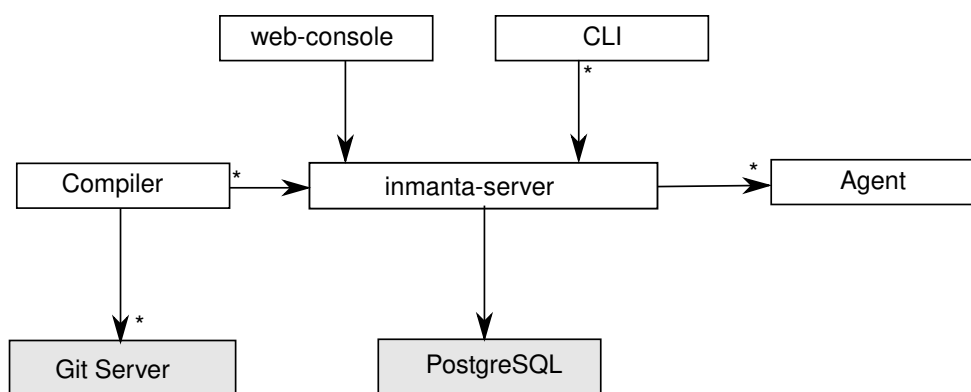 web-console
CLI
*
Compiler
*
inmanta-server
*
Agent
*
Git Server
PostgreSQL